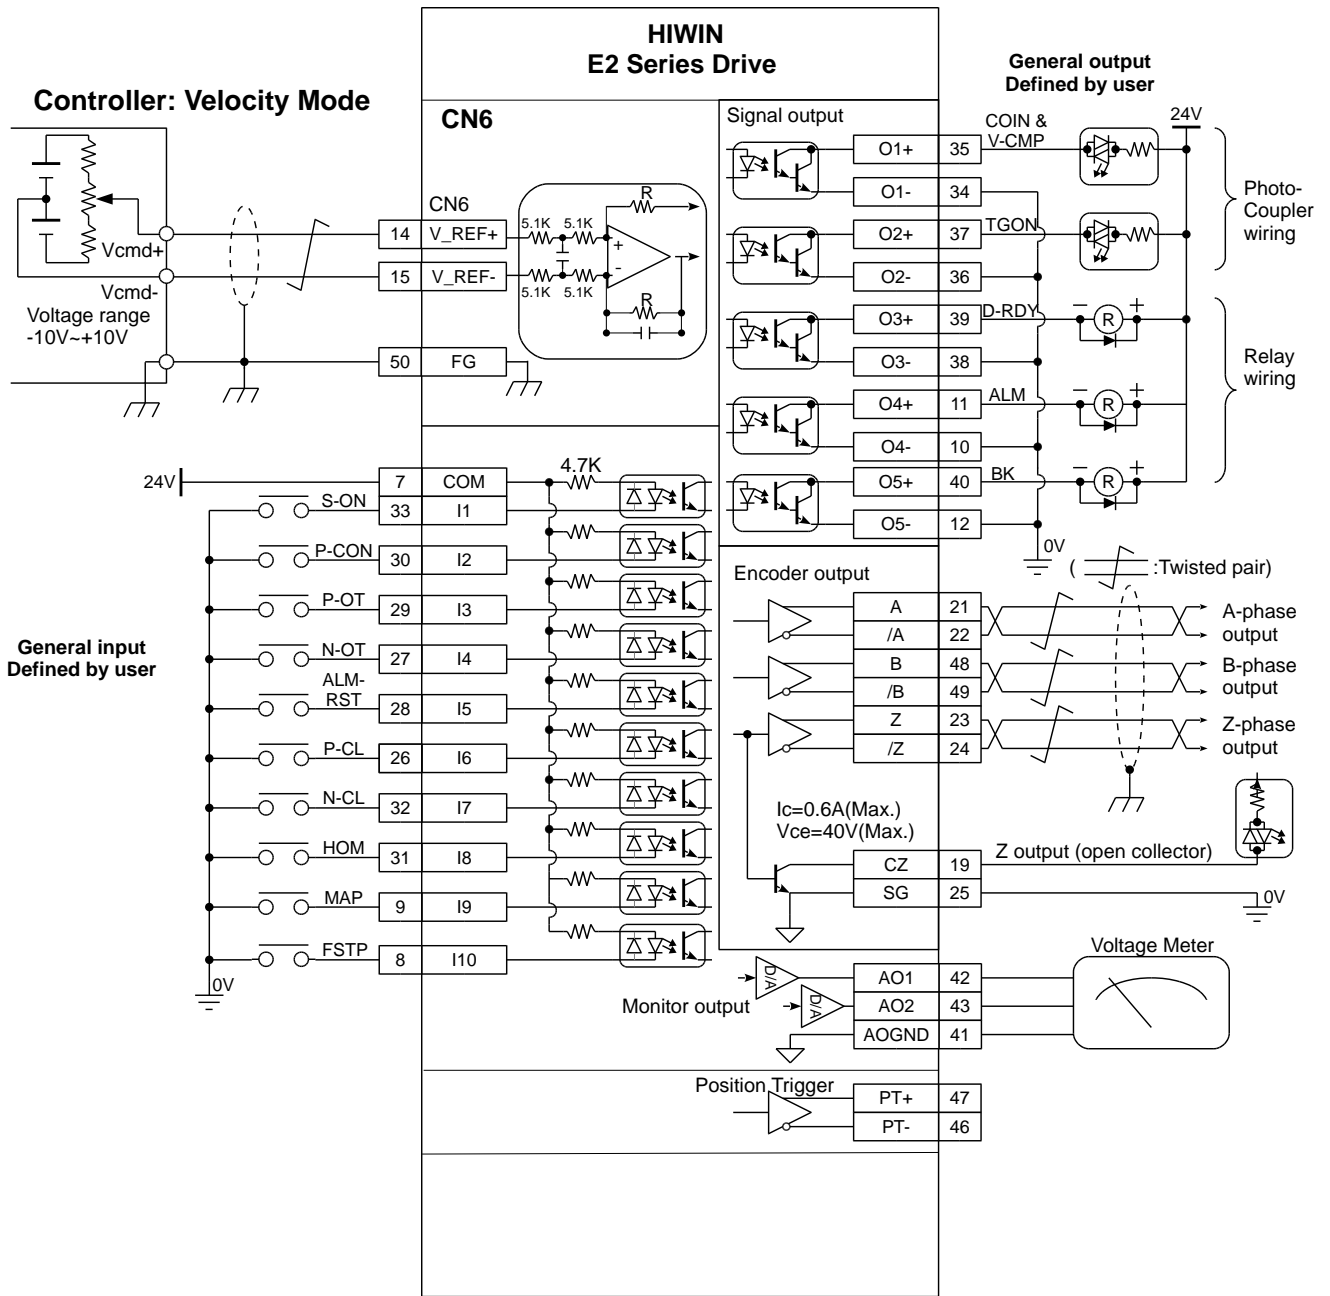 HIWIN
E2 Series Drive
Controller: Velocity Mode
CN6
Vcmd+
Vcmd-
Voltage range
-10V~+10V
CN6
14 V_REF+
15 V_REF-
50 FG
5.1K 5.1K
5.1K 5.1K
R
+
-
R
General input
Defined by user
24V
4.7K
7 COM
S-ON 33 I1
P-CON 30 I2
P-OT 29 I3
N-OT 27 I4
ALM-
RST 28 I5
P-CL 26 I6
N-CL 32 I7
HOM 31 I8
MAP 9 I9
FSTP 8 I10
0V
Signal output
General output
Defined by user
24V
COIN &
O1+ 35 V-CMP
O1- 34
O2+ 37 TGON
O2- 36
O3+ 39 D-RDY - R +
O3- 38
O4+ 11 ALM - R +
O4- 10
O5+ 40 BK - R +
O5- 12
0V
Photo-
Coupler
wiring
Relay
wiring
( :Twisted pair)
Encoder output
A 21
/A 22
B 48
/B 49
Z 23
/Z 24
A-phase
output
B-phase
output
Z-phase
output
Ic=0.6A(Max.)
Vce=40V(Max.)
CZ 19 Z output (open collector)
SG 25
0V
Voltage Meter
Monitor output
D/A
D/A
AO1 42
AO2 43
AOGND 41
Position Trigger
PT+ 47
PT- 46